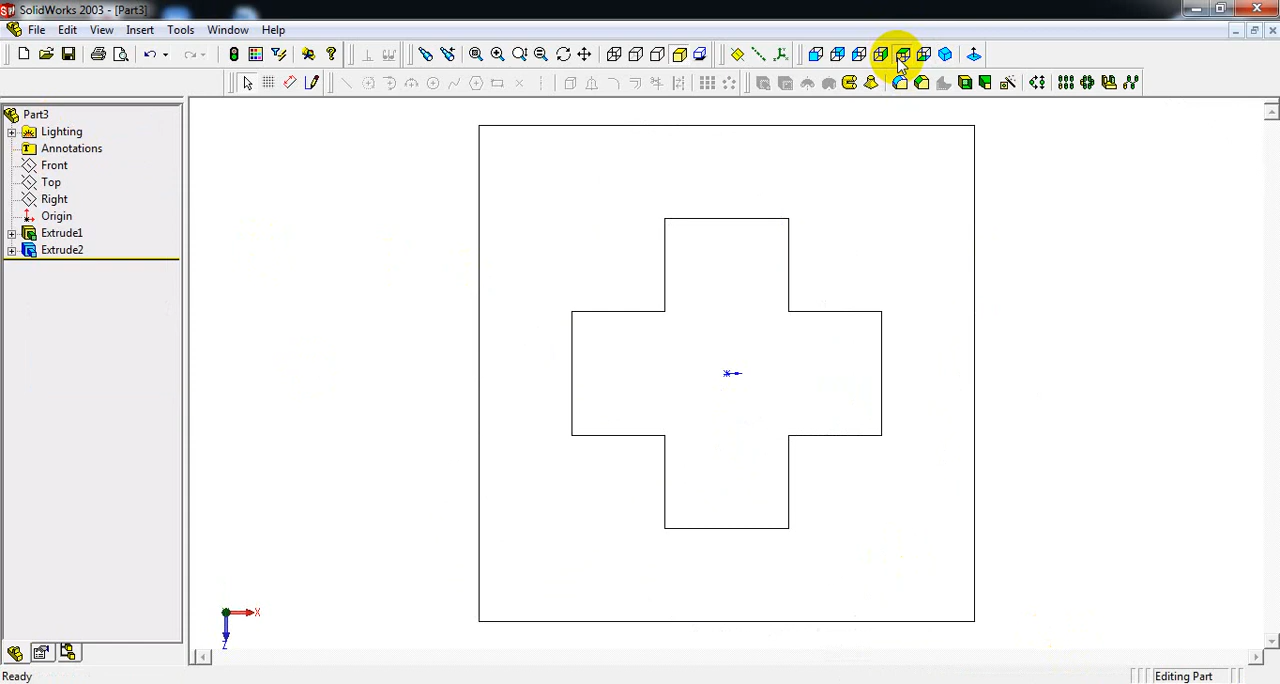 SolidWorks 2003 - [Part3]
File Edit View Insert Tools Window Help
Part3
Lighting
Annotations
Front
Top
Right
Origin
Extrude1
Extrude2
X
Z
Ready
Editing Part